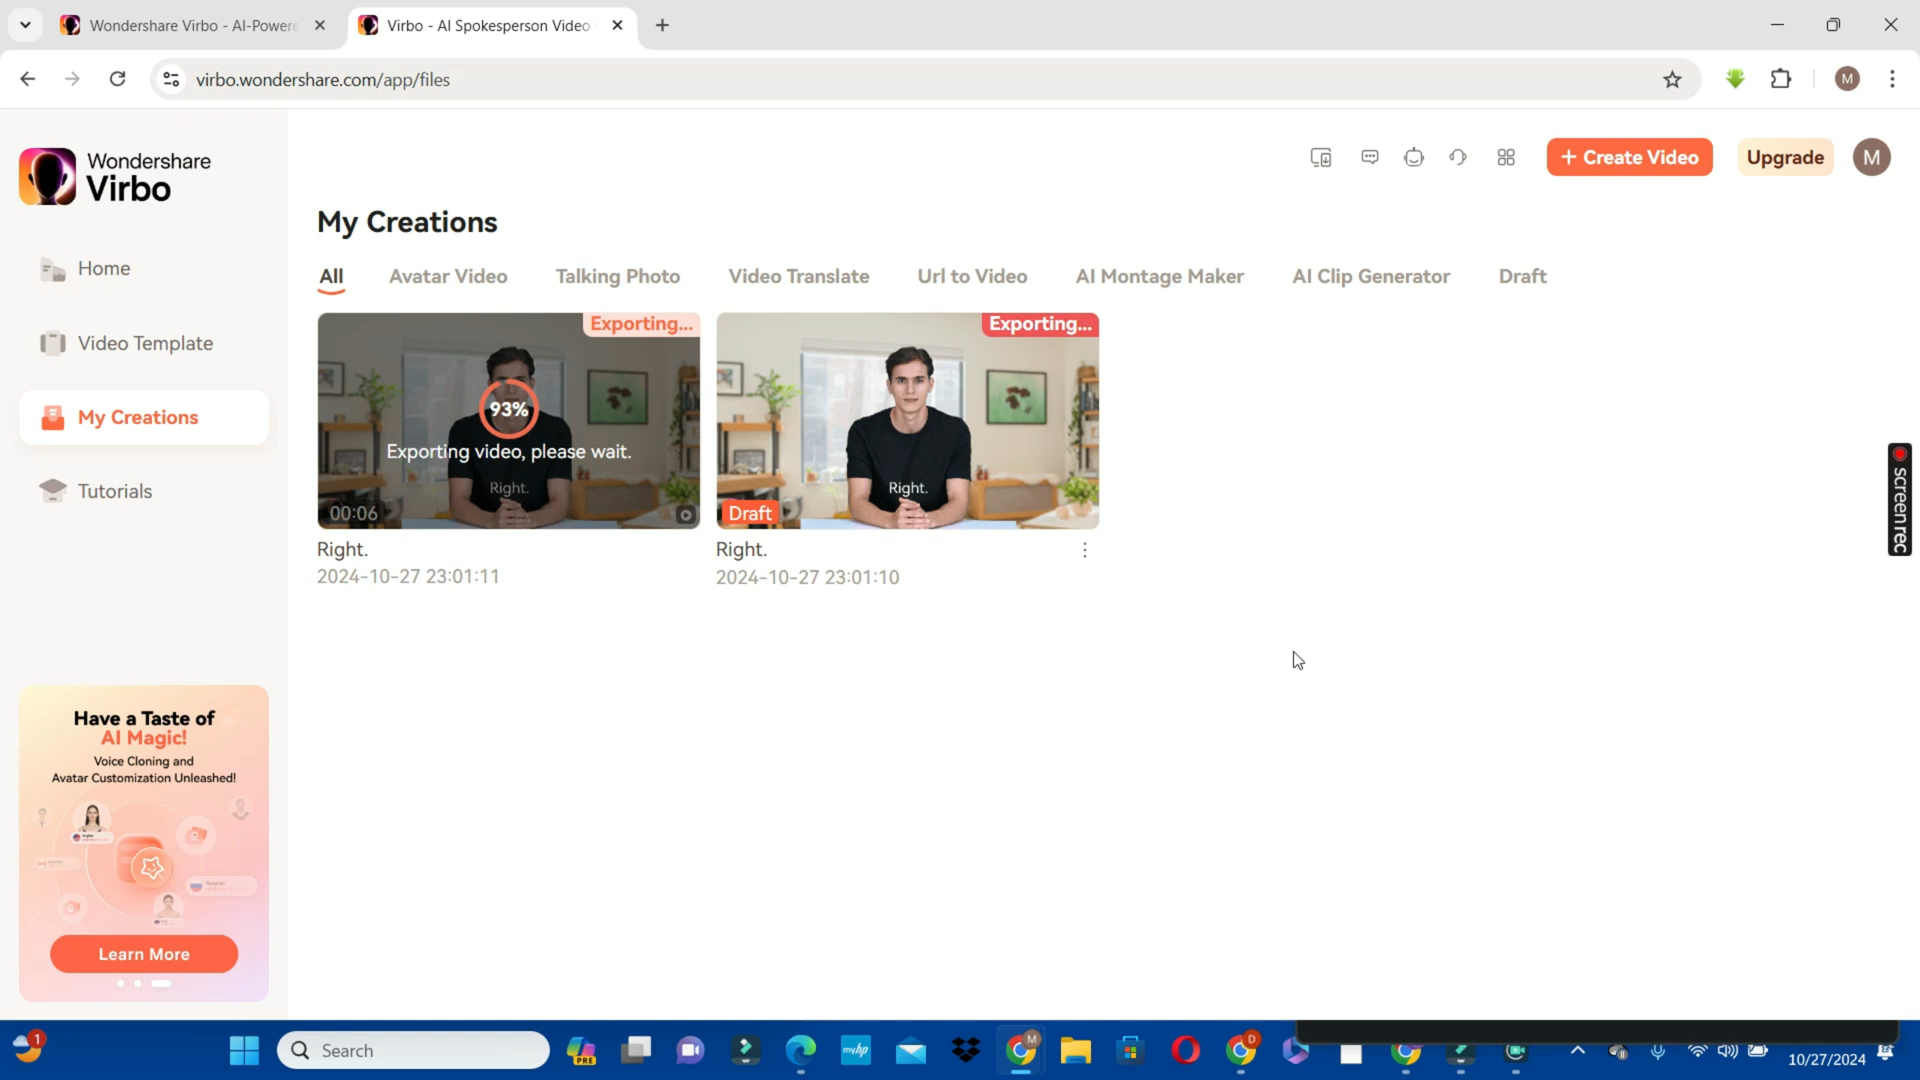 Wondershare Virbo - AI-Powere
Virbo - AI Spokesperson Video
virbo.wondershare.com/app/files
M
Wondershare
Virbo
+ Create Video
Upgrade
M
My Creations
Home
Video Template
My Creations
Tutorials
All
Avatar Video
Talking Photo
Video Translate
Url to Video
AI Montage Maker
AI Clip Generator
Draft
Exporting...
93%
Exporting video, please wait.
Right.
00:06
Right.
2024-10-27 23:01:11
Exporting...
Right.
Draft
Right.
2024-10-27 23:01:10
screenrec
Have a Taste of
AI Magic!
Voice Cloning and
Avatar Customization Unleashed!
Learn More
1
Search
PRE
myhp
M
D
10/27/2024